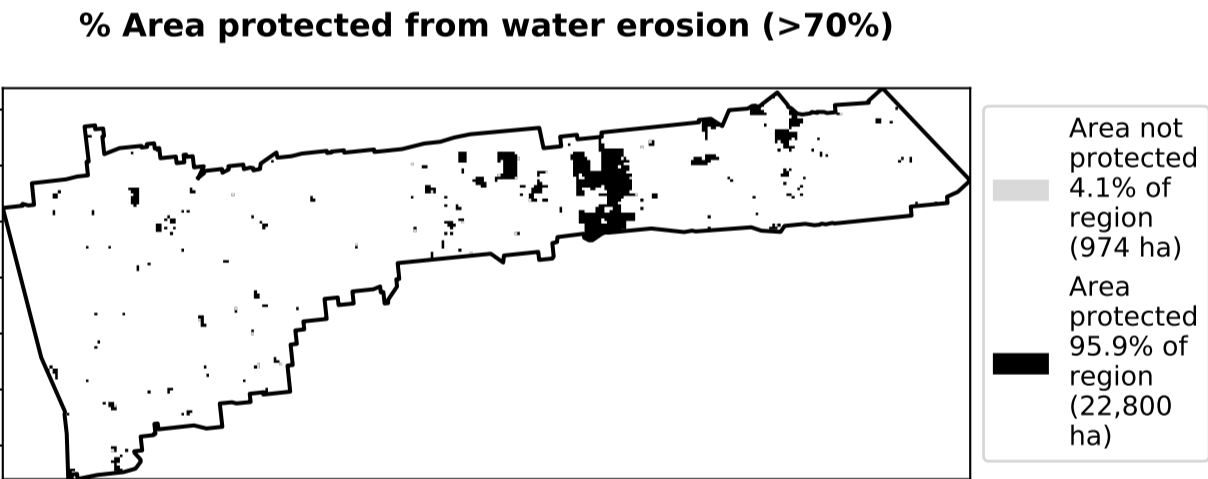 % Area protected from water erosion (>70%)
Area not
protected
4.1% of
region
(974 ha)
Area
protected
95.9% of
region
(22,800
ha)